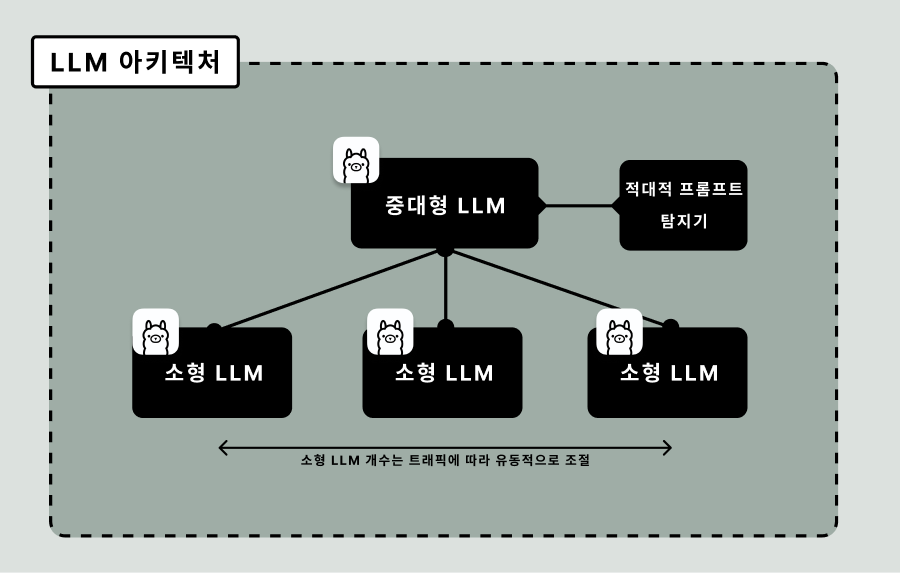 LLM 아키텍처
중대형 LLM
적대적 프롬프트
탐지기
소형 LLM
소형 LLM
소형 LLM
소형 LLM 개수는 트래픽에 따라 유동적으로 조절